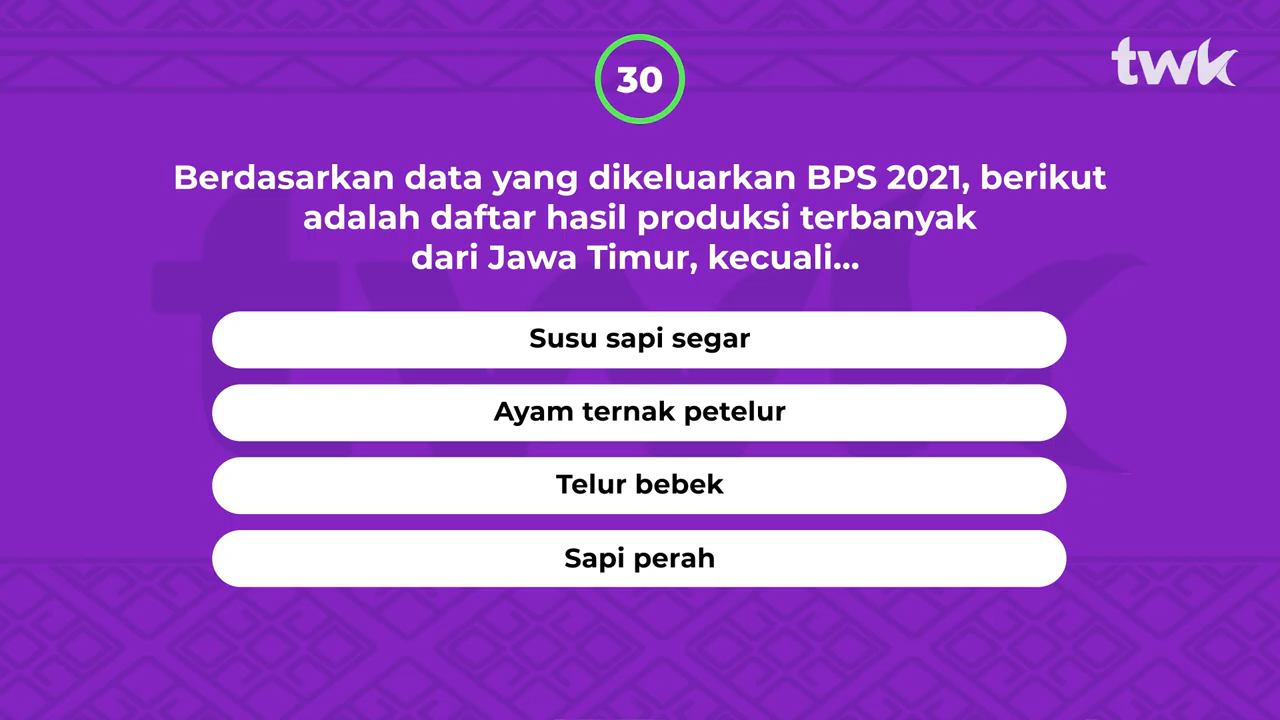 30
twk
Berdasarkan data yang dikeluarkan BPS 2021, berikut
adalah daftar hasil produksi terbanyak
dari Jawa Timur, kecuali...
Susu sapi segar
Ayam ternak petelur
Telur bebek
Sapi perah